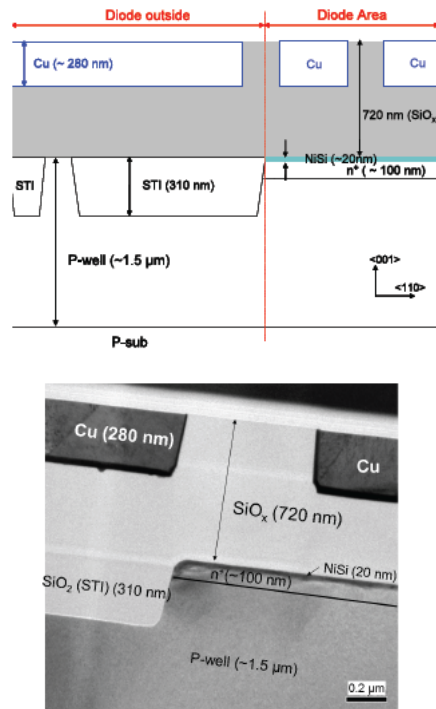 Diode outside
Diode Area
Cu (~ 280 nm)
Cu
Cu
720 nm (SiOx
NiSi (~20nm)
n+ (~ 100 nm)
STI
STI (310 nm)
P-well (~1.5 µm)
<001>
<110>
P-sub
Cu (280 nm)
Cu
SiOx (720 nm)
NiSi (20 nm)
n+(~100 nm)
SiO2 (STI) (310 nm)
P-well (~1.5 µm)
0.2 µm